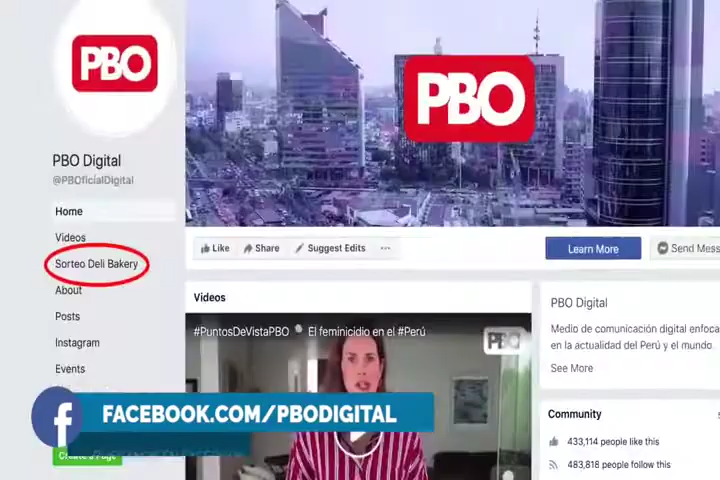 PBO
PBO
PBO Digital
@PBOficialDigital
Home
Videos
Sorteo Deli Bakery
About
Posts
Instagram
Events
Like
Share
Suggest Edits
Learn More
Send Mess
Videos
#PuntosDeVistaPBO El feminicidio en el #Perú
PBO
PBO Digital
Medio de comunicación digital enfoca
en la actualidad del Perú y el mundo.
See More
Community
433,114 people like this
483,818 people follow this
FACEBOOK.COM/PBODIGITAL
Create a Page